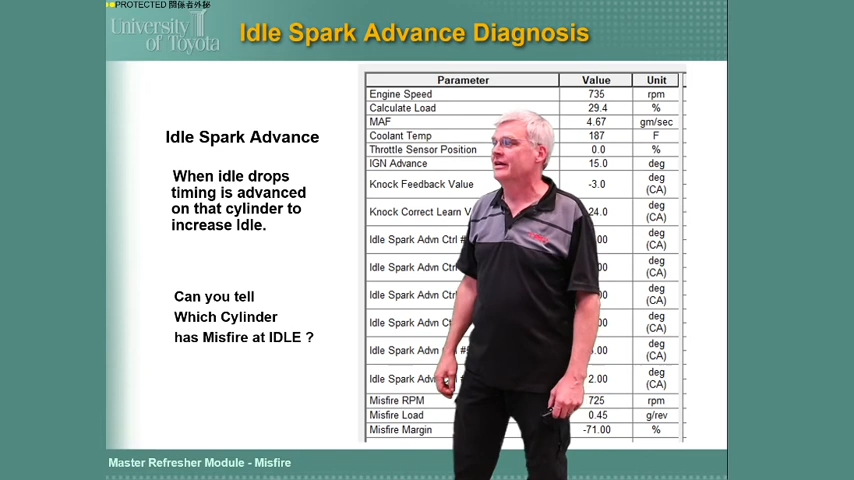 PROTECTED 関係者外秘
University of Toyota
Idle Spark Advance Diagnosis
Idle Spark Advance
When idle drops
timing is advanced
on that cylinder to
increase Idle.
Can you tell
Which Cylinder
has Misfire at IDLE ?
Parameter Value Unit
Engine Speed 735 rpm
Calculate Load 29.4 %
MAF 4.67 gm/sec
Coolant Temp 187 F
Throttle Sensor Position 0.0 %
IGN Advance 15.0 deg
Knock Feedback Value -3.0 deg (CA)
Knock Correct Learn 24.0 deg (CA)
Idle Spark Advn Ctrl deg (CA)
Idle Spark Advn Ctrl deg (CA)
Idle Spark Advn Ctrl deg (CA)
Idle Spark Advn deg (CA)
Idle Spark Advn deg (CA)
Idle Spark Advn 2.00 deg (CA)
Misfire RPM 725 rpm
Misfire Load 0.45 g/rev
Misfire Margin -71.00 %
Master Refresher Module - Misfire